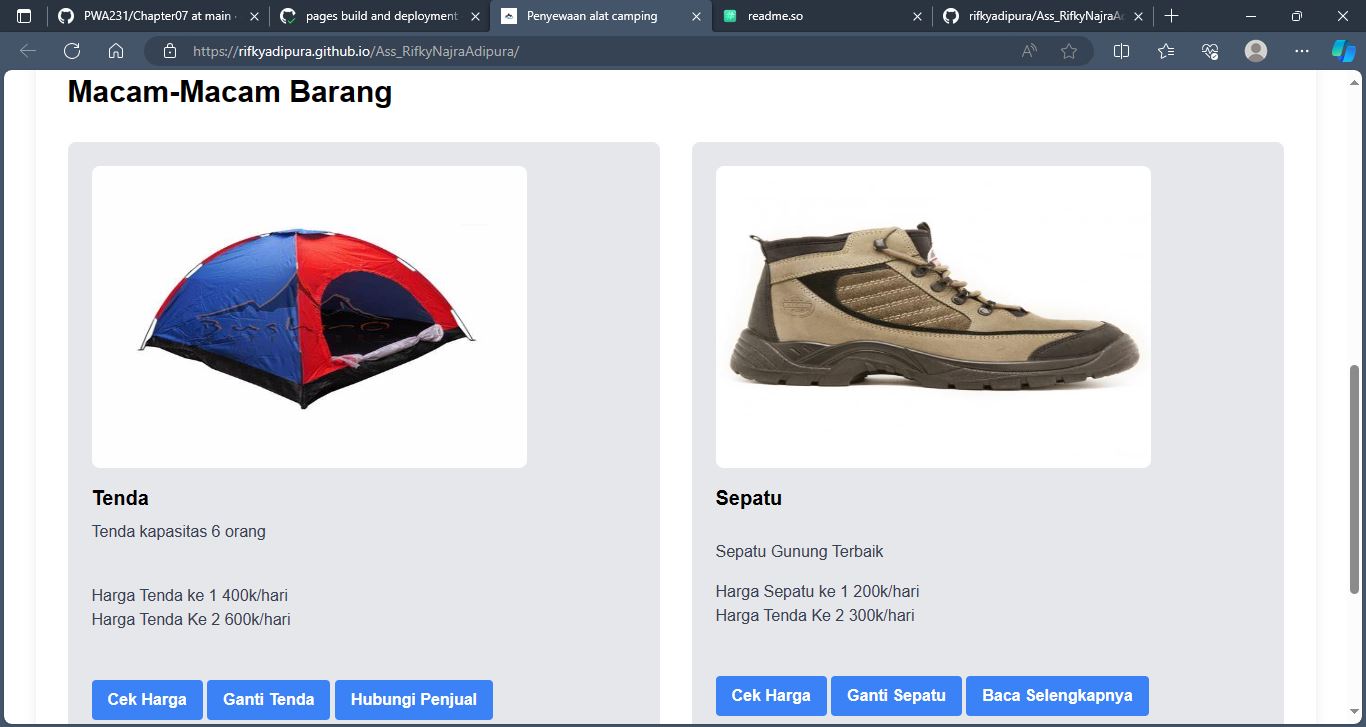 PWA231/Chapter07 at main
pages build and deployment
Penyewaan alat camping
readme.so
rifkyadipura/Ass_RifkyNajraAd
https://rifkyadipura.github.io/Ass_RifkyNajraAdipura/
Macam-Macam Barang
Tenda
Tenda kapasitas 6 orang
Harga Tenda ke 1 400k/hari
Harga Tenda Ke 2 600k/hari
Cek Harga
Ganti Tenda
Hubungi Penjual
Sepatu
Sepatu Gunung Terbaik
Harga Sepatu ke 1 200k/hari
Harga Tenda Ke 2 300k/hari
Cek Harga
Ganti Sepatu
Baca Selengkapnya